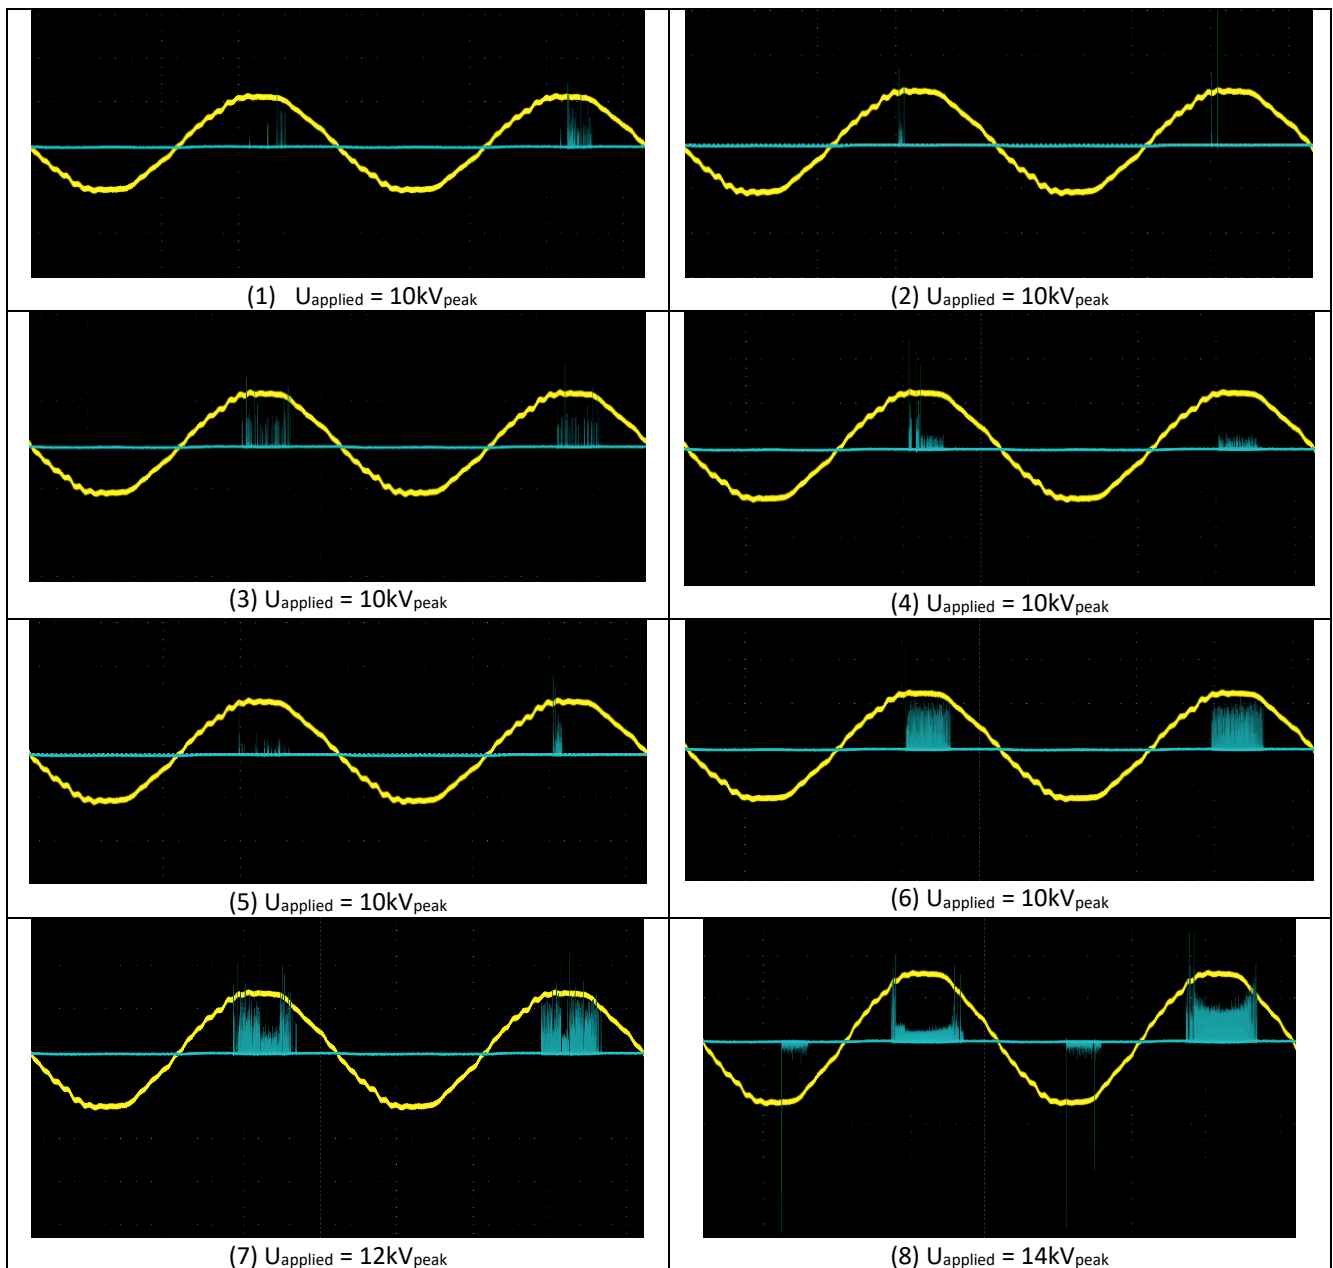 (1) Uapplied = 10kVpeak
(2) Uapplied = 10kVpeak
(3) Uapplied = 10kVpeak
(4) Uapplied = 10kVpeak
(5) Uapplied = 10kVpeak
(6) Uapplied = 10kVpeak
(7) Uapplied = 12kVpeak
(8) Uapplied = 14kVpeak